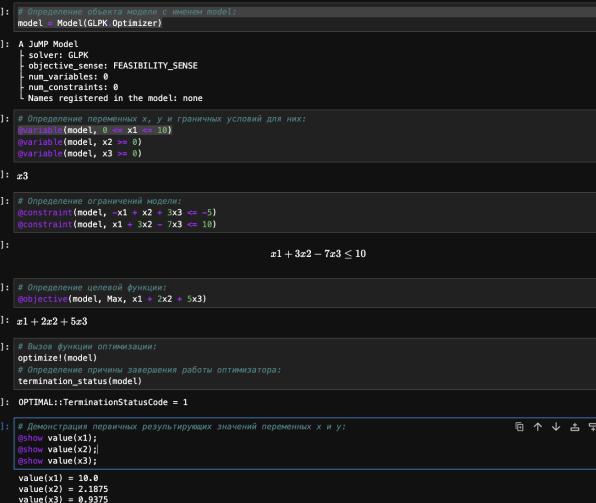 ]: # Определение объекта модели с именем model:
model = Model(GLPK.Optimizer)
]: A JuMP Model
├ solver: GLPK
├ objective_sense: FEASIBILITY_SENSE
├ num_variables: 0
├ num_constraints: 0
└ Names registered in the model: none
]: # Определение переменных x, y и граничных условий для них:
@variable(model, 0 <= x1 <= 10)
@variable(model, x2 >= 0)
@variable(model, x3 >= 0)
]: x3
]: # Определение ограничений модели:
@constraint(model, -x1 + x2 + 3x3 <= -5)
@constraint(model, x1 + 3x2 - 7x3 <= 10)
]:
x1 + 3x2 − 7x3 ≤ 10
]: # Определение целевой функции:
@objective(model, Max, x1 + 2x2 + 5x3)
]: x1 + 2x2 + 5x3
]: # Вызов функции оптимизации:
optimize!(model)
# Определение причины завершения работы оптимизатора:
termination_status(model)
]: OPTIMAL::TerminationStatusCode = 1
]: # Демонстрация первичных результирующих значений переменных x и y:
@show value(x1);
@show value(x2);
@show value(x3);
value(x1) = 10.0
value(x2) = 2.1875
value(x3) = 0.9375